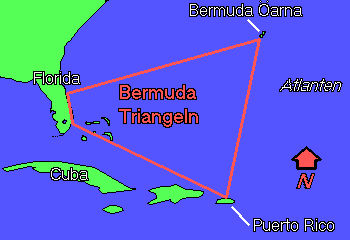 Bermuda Öarna
Florida
Bermuda
Triangeln
Atlanten
Cuba
N
Puerto Rico